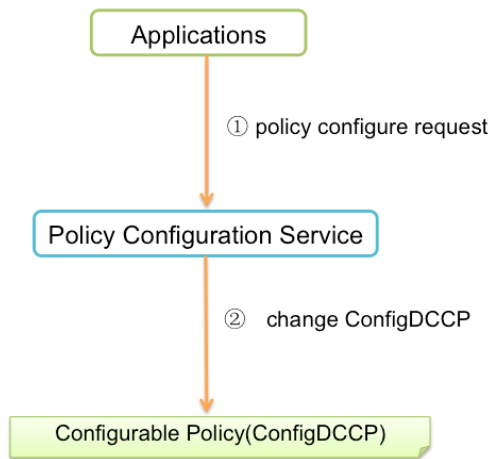 Applications
① policy configure request
Policy Configuration Service
② change ConfigDCCP
Configurable Policy(ConfigDCCP)